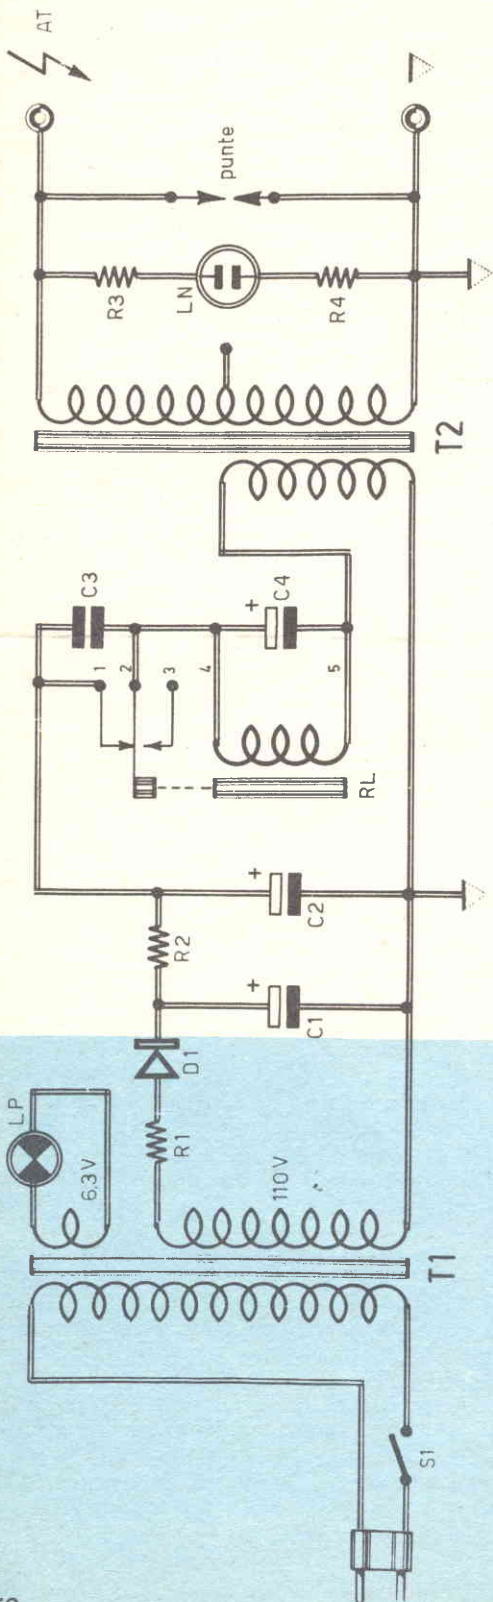 AT
punte
R3
LN
R4
T2
C3
1
2
3
4
5
+
C4
RL
R2
+
C2
+
C1
D1
R1
LP
6,3V
110V
T1
S1